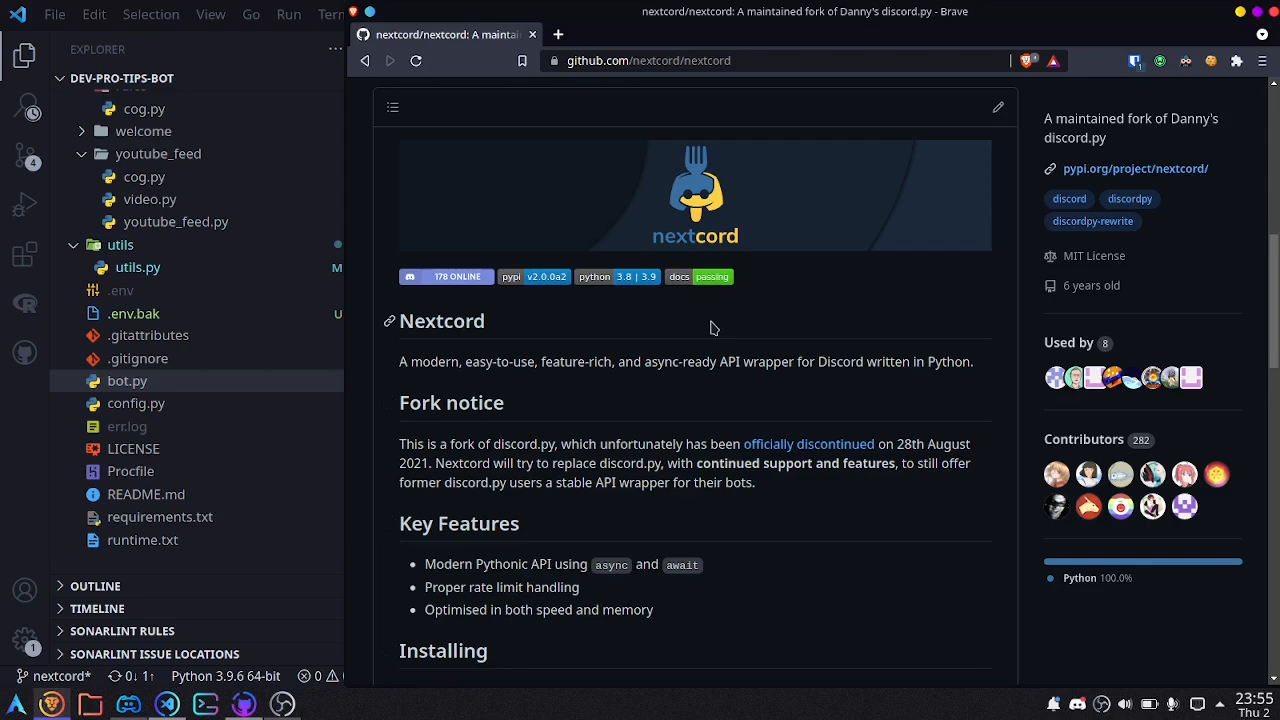 File Edit Selection View Go Run Term
nextcord/nextcord: A maintained fork of Danny's discord.py - Brave
nextcord/nextcord: A maintai
github.com/nextcord/nextcord
4
1
1
EXPLORER
DEV-PRO-TIPS-BOT
cog.py
welcome
youtube_feed
cog.py
video.py
youtube_feed.py
utils
utils.py M
.env
.env.bak U
.gitattributes
.gitignore
bot.py
config.py
err.log
LICENSE
Procfile
README.md
requirements.txt
runtime.txt
OUTLINE
TIMELINE
SONARLINT RULES
SONARLINT ISSUE LOCATIONS
nextcord* 0↓ 1↑ Python 3.9.6 64-bit 0
nextcord
178 ONLINE pypi v2.0.0a2 python 3.8 | 3.9 docs passing
Nextcord
A modern, easy-to-use, feature-rich, and async-ready API wrapper for Discord written in Python.
Fork notice
This is a fork of discord.py, which unfortunately has been officially discontinued on 28th August
2021. Nextcord will try to replace discord.py, with continued support and features, to still offer
former discord.py users a stable API wrapper for their bots.
Key Features
Modern Pythonic API using async and await
Proper rate limit handling
Optimised in both speed and memory
Installing
A maintained fork of Danny's
discord.py
pypi.org/project/nextcord/
discord discordpy
discordpy-rewrite
MIT License
6 years old
Used by 8
Contributors 282
Python 100.0%
23:55
Thu 2